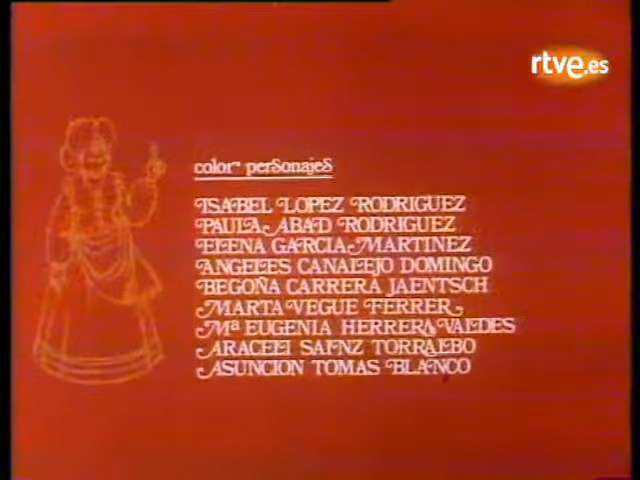 rtve.es
color personajes
ISABEL LOPEZ RODRIGUEZ
PAULA ABAD RODRIGUEZ
ELENA GARCIA MARTINEZ
ANGELES CANALEJO DOMINGO
BEGOÑA CARRERA JAENTSCH
MARTA VEGUE FERRER
Mª EUGENIA HERRERA VALDES
ARACELI SAINZ TORRALBO
ASUNCION TOMAS BLANCO